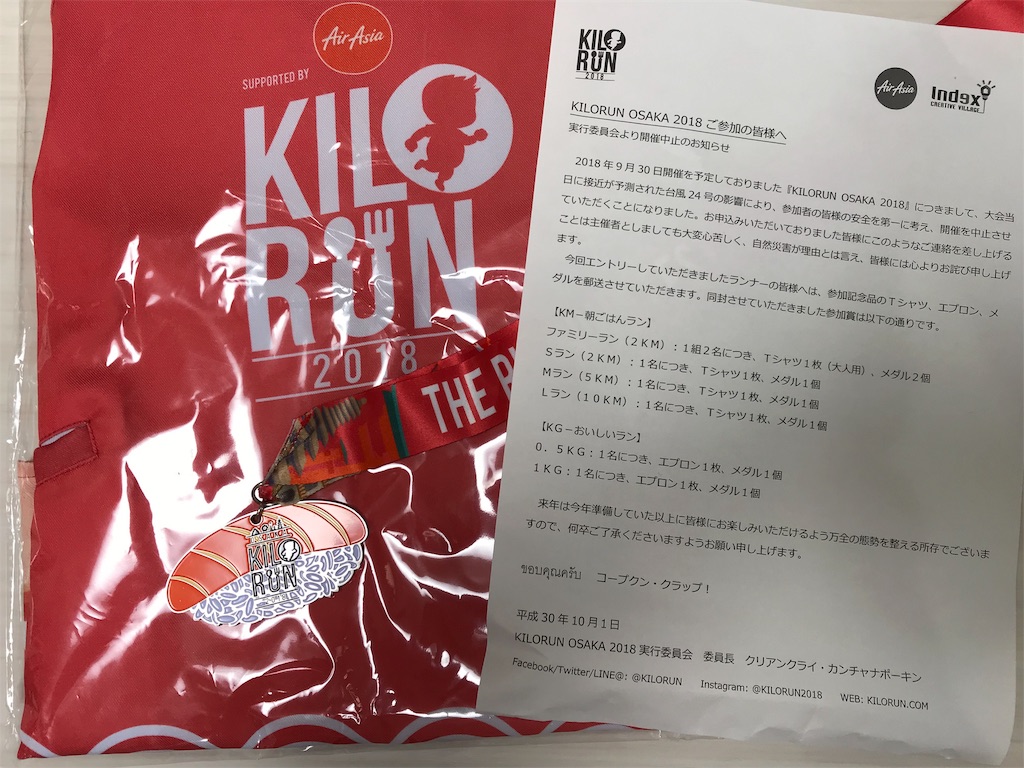 AirAsia
SUPPORTED BY
KILO
RUN
2018
THE
KILO
RUN
KILO
RUN
2018
AirAsia
Index
CREATIVE VILLAGE
KILORUN OSAKA 2018 ご参加の皆様へ
実行委員会より開催中止のお知らせ
2018年9月30日開催を予定しておりました『KILORUN OSAKA 2018』につきまして、大会当
日に接近が予測された台風24号の影響により、参加者の皆様の安全を第一に考え、開催を中止させ
ていただくことになりました。お申込みいただいておりました皆様にこのようなご連絡を差し上げる
ことは主催者としましても大変心苦しく、自然災害が理由とは言え、皆様には心よりお詫び申し上げ
ます。
今回エントリーしていただきましたランナーの皆様へは、参加記念品のTシャツ、エプロン、メ
ダルを郵送させていただきます。同封させていただきました参加賞は以下の通りです。
【KM－朝ごはんラン】
ファミリーラン（2KM）：1組2名につき、Tシャツ1枚（大人用）、メダル2個
Sラン（2KM）：1名につき、Tシャツ1枚、メダル1個
Mラン（5KM）：1名につき、Tシャツ1枚、メダル1個
Lラン（10KM）：1名につき、Tシャツ1枚、メダル1個
【KG－おいしいラン】
0．5KG：1名につき、エプロン1枚、メダル1個
1KG：1名につき、エプロン1枚、メダル1個
来年は今年準備していた以上に皆様にお楽しみいただけるよう万全の態勢を整える所存でございま
すので、何卒ご了承くださいますようお願い申し上げます。
ขอบคุณครับ コープクン・クラップ！
平成30年10月1日
KILORUN OSAKA 2018 実行委員会 委員長 クリアンクライ・カンチャナポーキン
Facebook/Twitter/LINE@: @KILORUN Instagram: @KILORUN2018 WEB: KILORUN.COM